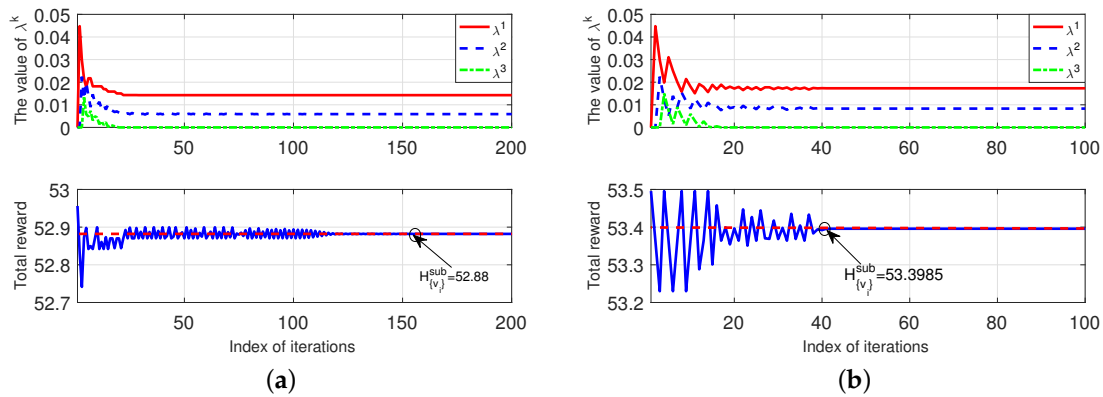 The value of λ^k
0.05
0.04
0.03
0.02
0.01
0
50
100
150
200
λ^1
λ^2
λ^3
Total reward
53
52.9
52.8
52.7
H^{sub}_{{v_i}}=52.88
50
100
150
200
Index of iterations
(a)
The value of λ^k
0.05
0.04
0.03
0.02
0.01
0
20
40
60
80
100
λ^1
λ^2
λ^3
Total reward
53.5
53.4
53.3
53.2
H^{sub}_{{v_i}}=53.3985
20
40
60
80
100
Index of iterations
(b)